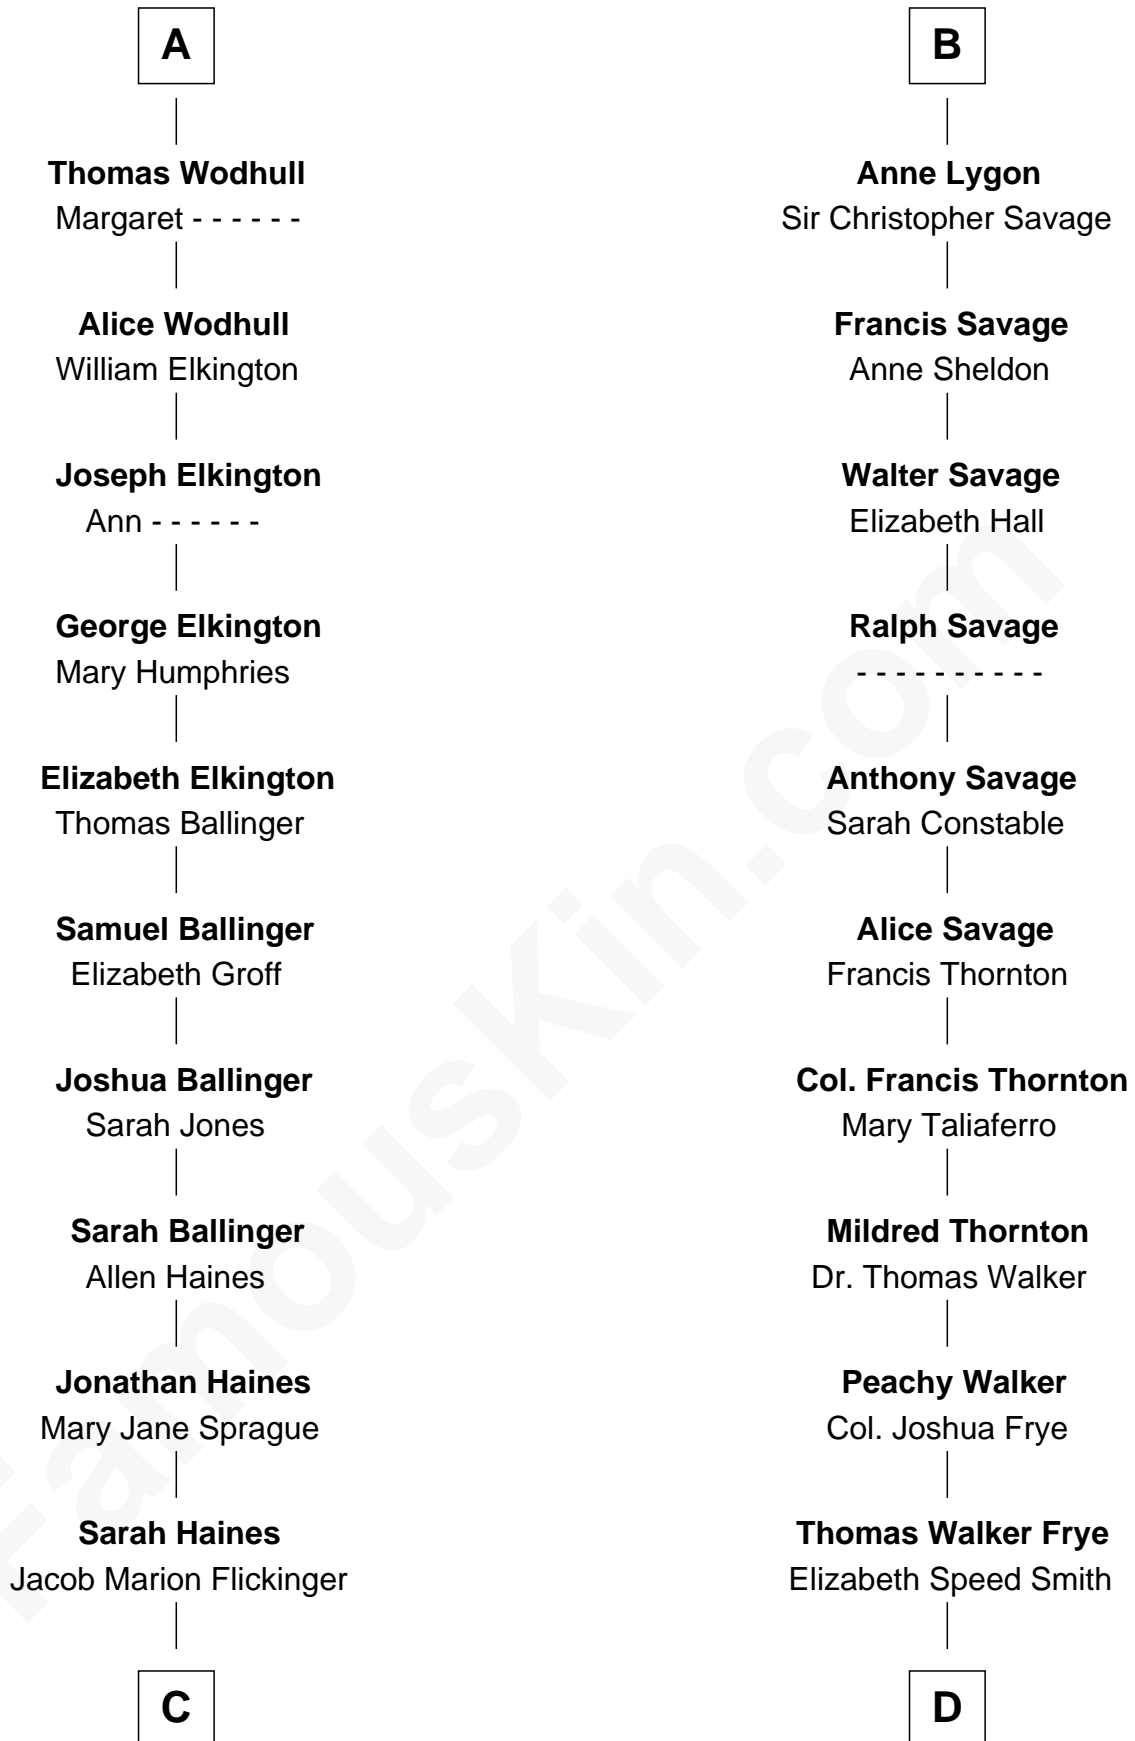 A
Thomas Wodhull
Margaret - - - - - -
Alice Wodhull
William Elkington
Joseph Elkington
Ann - - - - - -
George Elkington
Mary Humphries
Elizabeth Elkington
Thomas Ballinger
Samuel Ballinger
Elizabeth Groff
Joshua Ballinger
Sarah Jones
Sarah Ballinger
Allen Haines
Jonathan Haines
Mary Jane Sprague
Sarah Haines
Jacob Marion Flickinger
C
B
Anne Lygon
Sir Christopher Savage
Francis Savage
Anne Sheldon
Walter Savage
Elizabeth Hall
Ralph Savage
- - - - - - - - - -
Anthony Savage
Sarah Constable
Alice Savage
Francis Thornton
Col. Francis Thornton
Mary Taliaferro
Mildred Thornton
Dr. Thomas Walker
Peachy Walker
Col. Joshua Frye
Thomas Walker Frye
Elizabeth Speed Smith
D
FamousKin.com